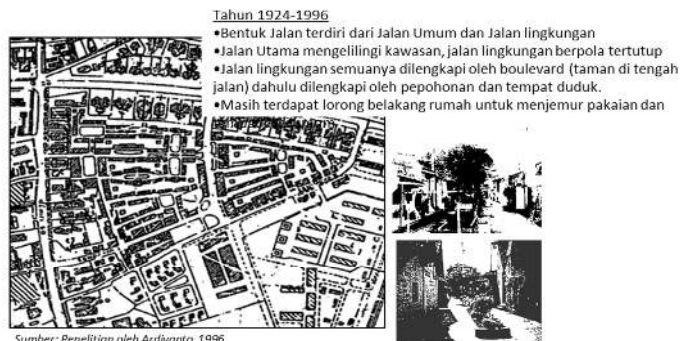 Tahun 1924-1996
•Bentuk Jalan terdiri dari Jalan Umum dan Jalan lingkungan
•Jalan Utama mengelilingi kawasan, jalan lingkungan berpola tertutup
•Jalan lingkungan semuanya dilengkapi oleh boulevard (taman di tengah
jalan) dahulu dilengkapi oleh pepohonan dan tempat duduk.
•Masih terdapat lorong belakang rumah untuk menjemur pakaian dan
Sumber: Penelitian oleh Ardiyanto, 1996